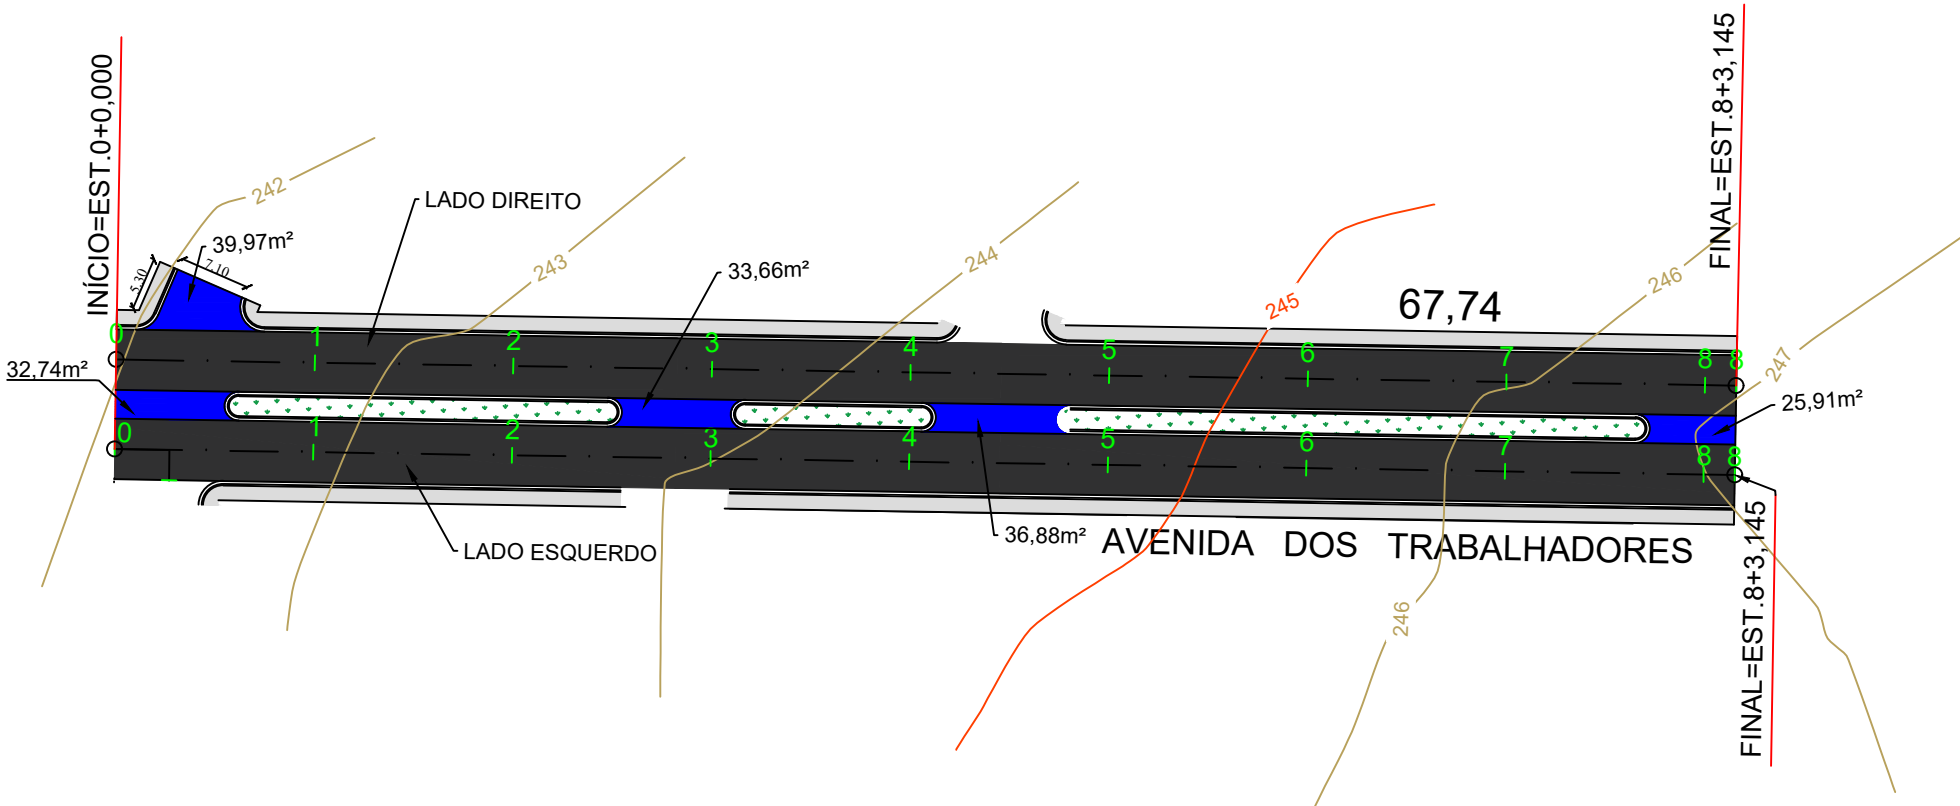 INÍCIO=EST.0+0,000
FINAL=EST.8+3,145
242
LADO DIREITO
39,97m²
5.30
7.10
243
33,66m²
244
245
67,74
246
247
0
1
2
3
4
5
6
7
8
8
32,74m²
25,91m²
0
1
2
3
4
5
6
7
8
8
LADO ESQUERDO
36,88m²
AVENIDA DOS TRABALHADORES
246
FINAL=EST.8+3,145